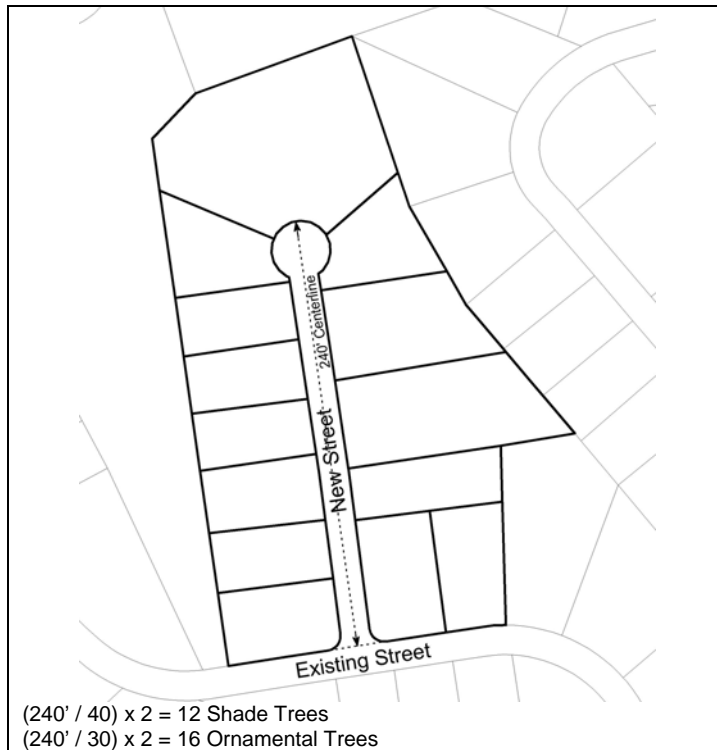 240' Centerline
New Street
Existing Street
(240' / 40) x 2 = 12 Shade Trees
(240' / 30) x 2 = 16 Ornamental Trees